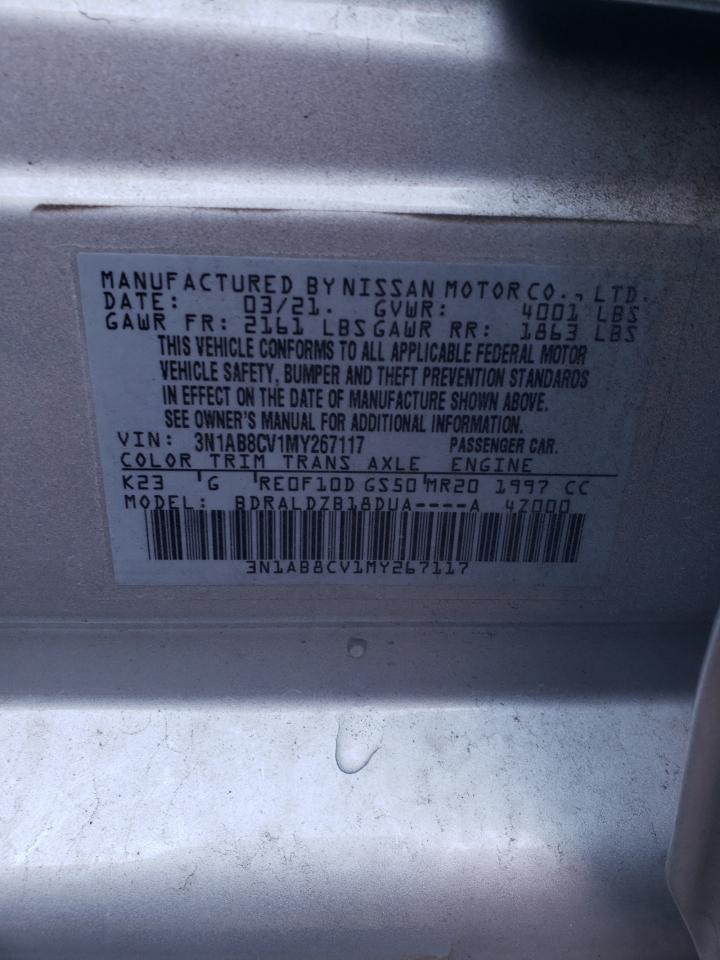 MANUFACTURED BY NISSAN MOTOR CO., LTD.
DATE: 03/21. GVWR: 4001 LBS
GAWR FR: 2161 LBS GAWR RR: 1863 LBS
THIS VEHICLE CONFORMS TO ALL APPLICABLE FEDERAL MOTOR
VEHICLE SAFETY, BUMPER AND THEFT PREVENTION STANDARDS
IN EFFECT ON THE DATE OF MANUFACTURE SHOWN ABOVE.
SEE OWNER'S MANUAL FOR ADDITIONAL INFORMATION.
VIN: 3N1AB8CV1MY267117 PASSENGER CAR.
COLOR TRIM TRANS AXLE ENGINE
K23 G RE0F10D GS50 MR20 1997 CC
MODEL: BDRALDZB18DUA----A 47000
3N1AB8CV1MY267117